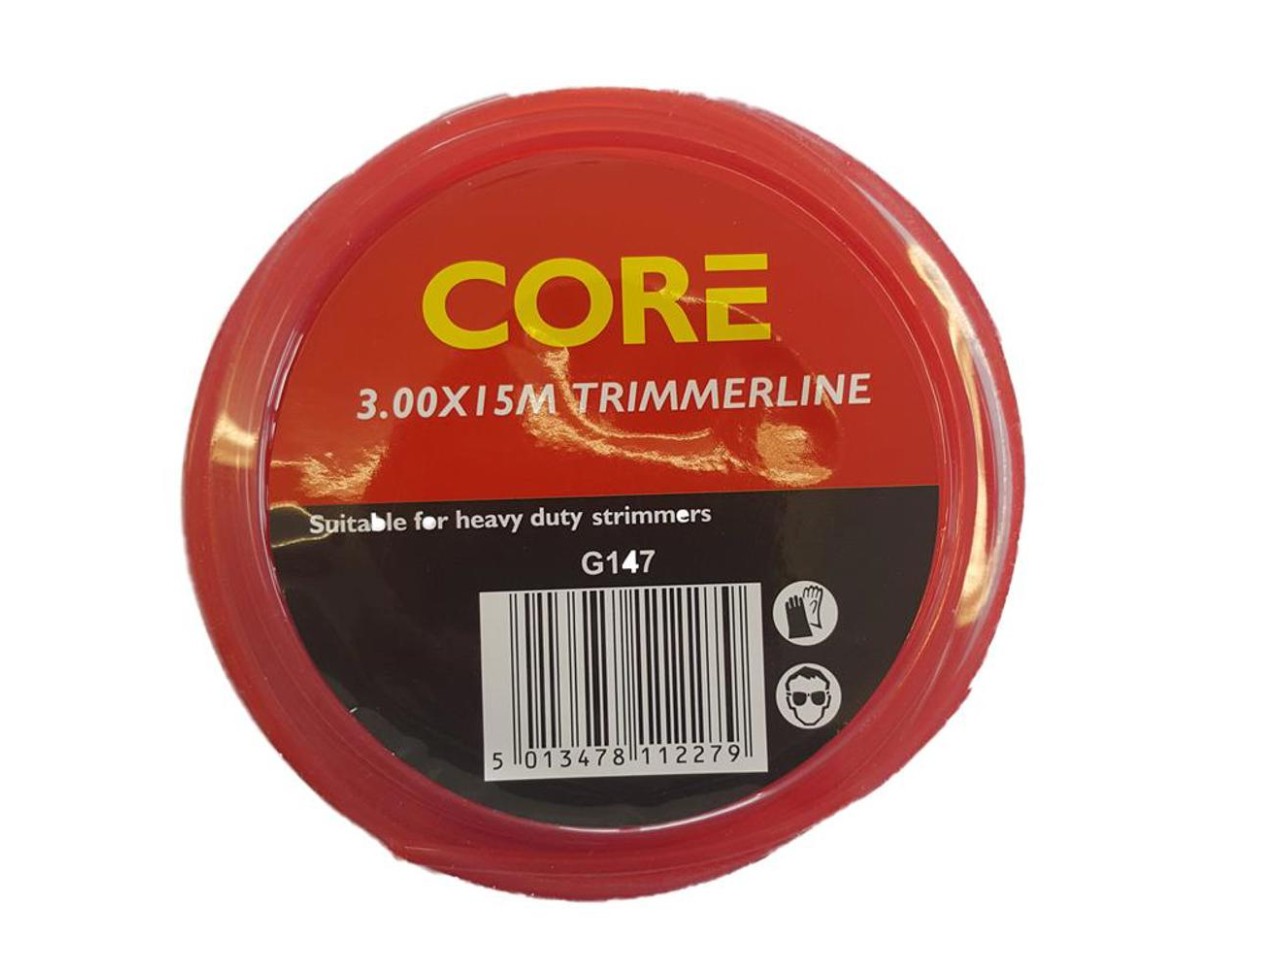 CORE
3.00X15M TRIMMERLINE
Suitable for heavy duty strimmers
G147
5 013478 112279